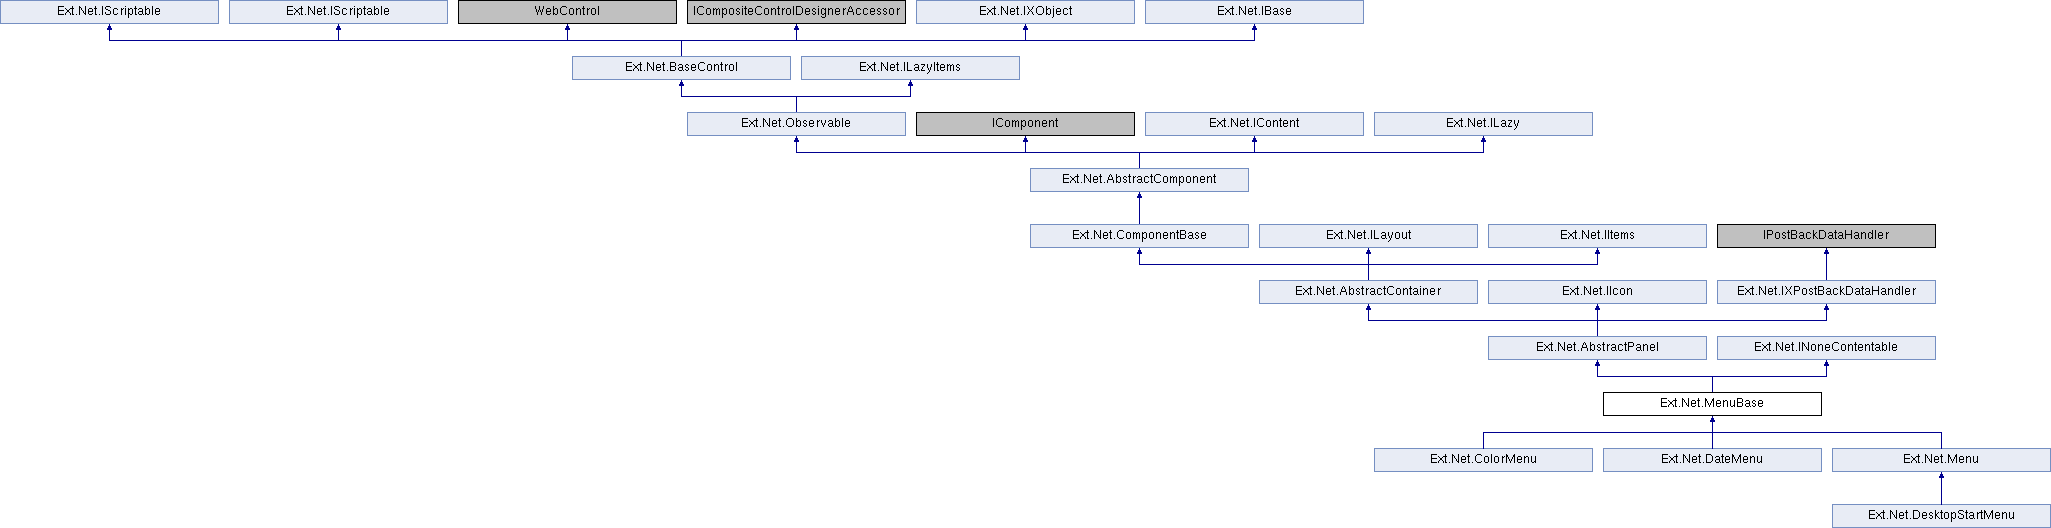 Ext.Net.IScriptable
Ext.Net.IScriptable
WebControl
ICompositeControlDesignerAccessor
Ext.Net.IXObject
Ext.Net.IBase
Ext.Net.BaseControl
Ext.Net.ILazyItems
Ext.Net.Observable
IComponent
Ext.Net.IContent
Ext.Net.ILazy
Ext.Net.AbstractComponent
Ext.Net.ComponentBase
Ext.Net.ILayout
Ext.Net.IItems
IPostBackDataHandler
Ext.Net.AbstractContainer
Ext.Net.IIcon
Ext.Net.IXPostBackDataHandler
Ext.Net.AbstractPanel
Ext.Net.INoneContentable
Ext.Net.MenuBase
Ext.Net.ColorMenu
Ext.Net.DateMenu
Ext.Net.Menu
Ext.Net.DesktopStartMenu